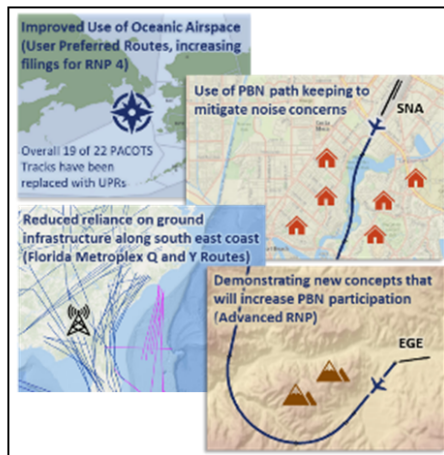 Improved Use of Oceanic Airspace
(User Preferred Routes, increasing
filings for RNP 4)
Overall 19 of 22 PACOTS
Tracks have been
replaced with UPRs
Use of PBN path keeping to
mitigate noise concerns
SNA
Reduced reliance on ground
infrastructure along south east coast
(Florida Metroplex Q and Y Routes)
Demonstrating new concepts that
will increase PBN participation
(Advanced RNP)
EGE